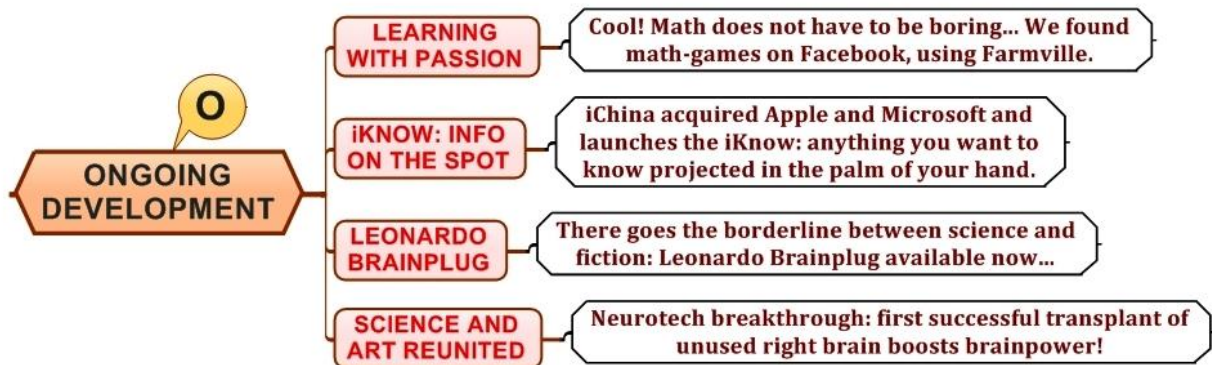 O
ONGOING
DEVELOPMENT
LEARNING
WITH PASSION
Cool! Math does not have to be boring... We found
math-games on Facebook, using Farmville.
iKNOW: INFO
ON THE SPOT
iChina acquired Apple and Microsoft and
launches the iKnow: anything you want to
know projected in the palm of your hand.
LEONARDO
BRAINPLUG
There goes the borderline between science and
fiction: Leonardo Brainplug available now...
SCIENCE AND
ART REUNITED
Neurotech breakthrough: first successful transplant of
unused right brain boosts brainpower!